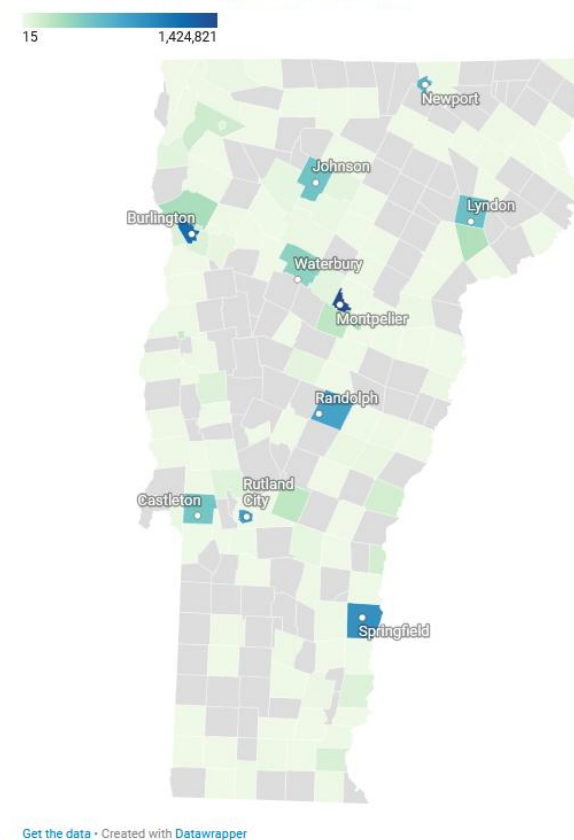 15 1,424,821
Newport
Johnson
Lyndon
Burlington
Waterbury
Montpelier
Randolph
Rutland
City
Castleton
Springfield
Get the data • Created with Datawrapper